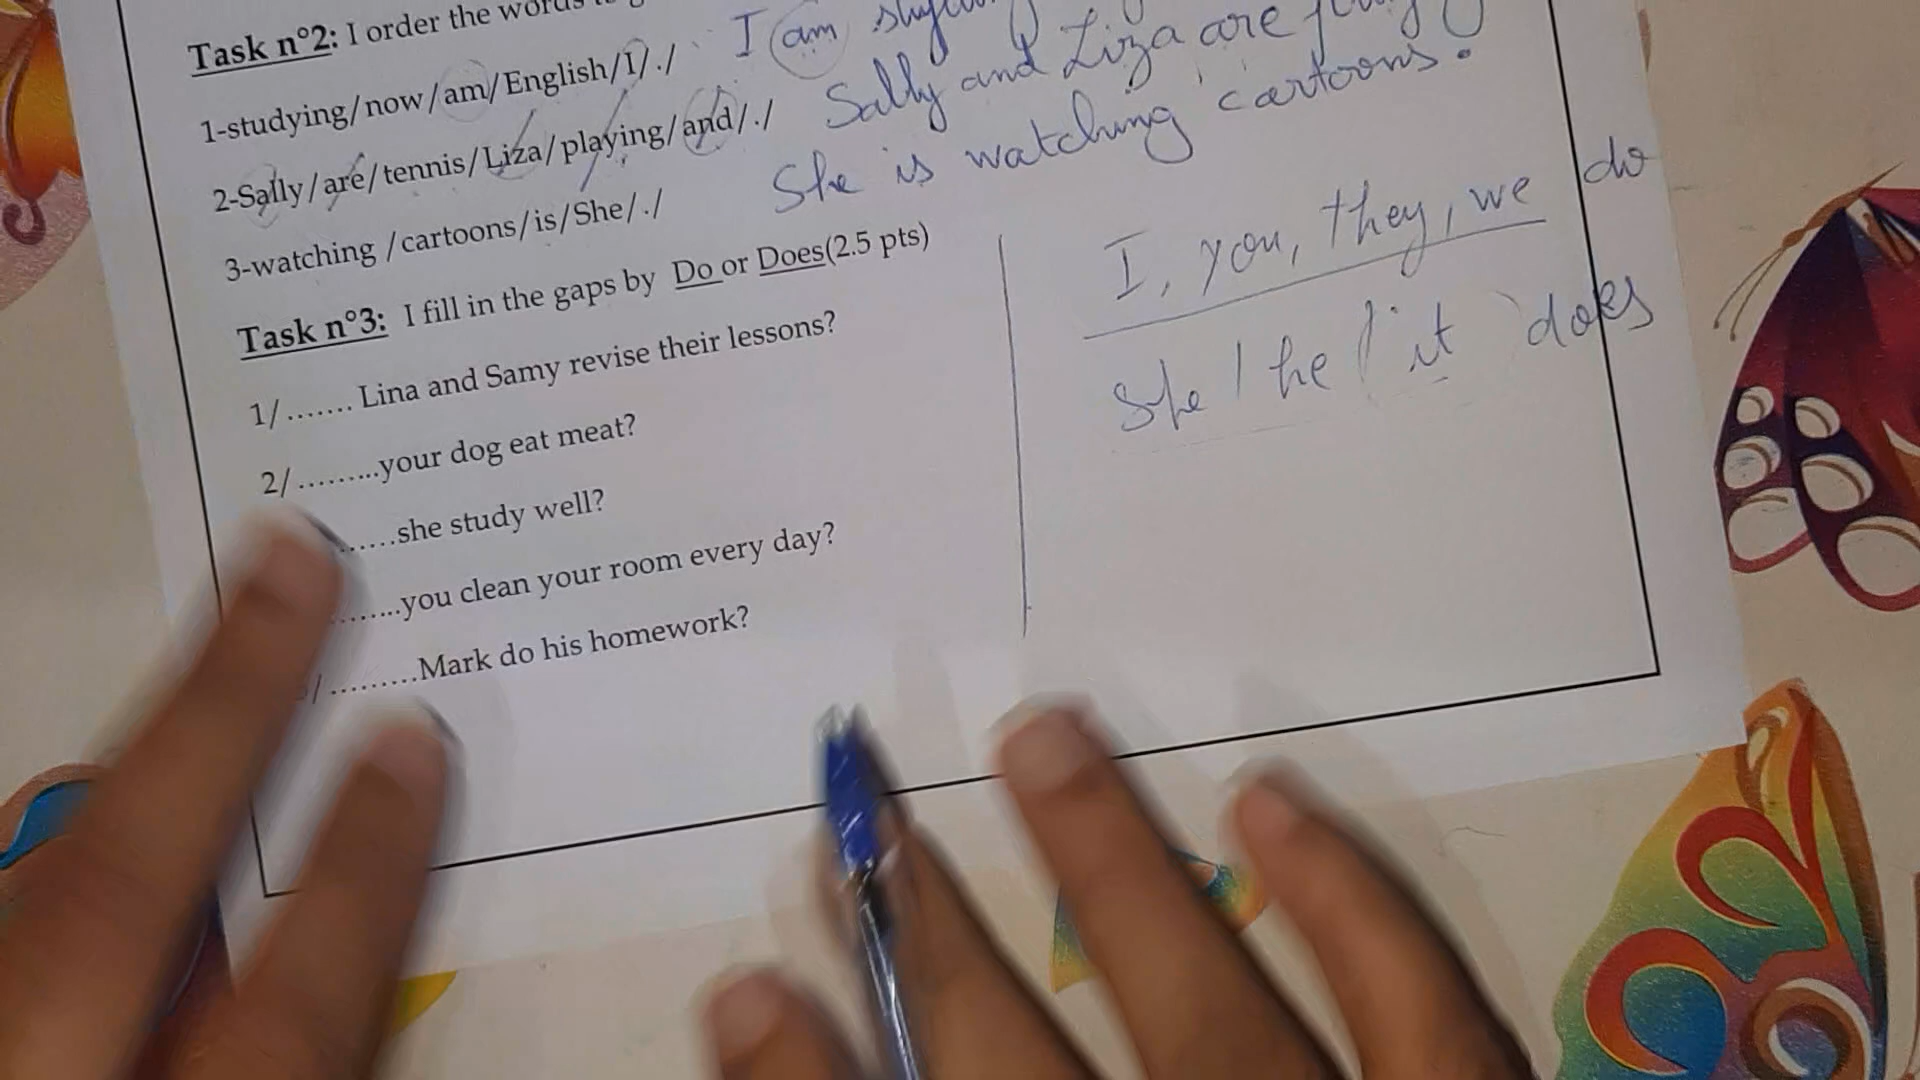 Task n°2: I order the words
1-studying/now/am/English/I/./ I am
2-Sally/are/tennis/Liza/playing/and/./ Sally and Liza are
3-watching /cartoons/is/She/./ She is watching cartoons.
Task n°3: I fill in the gaps by Do or Does(2.5 pts)
1/....... Lina and Samy revise their lessons?
2/.........your dog eat meat?
......she study well?
........you clean your room every day?
/.........Mark do his homework?
I, you, they, we do
She / he / it does